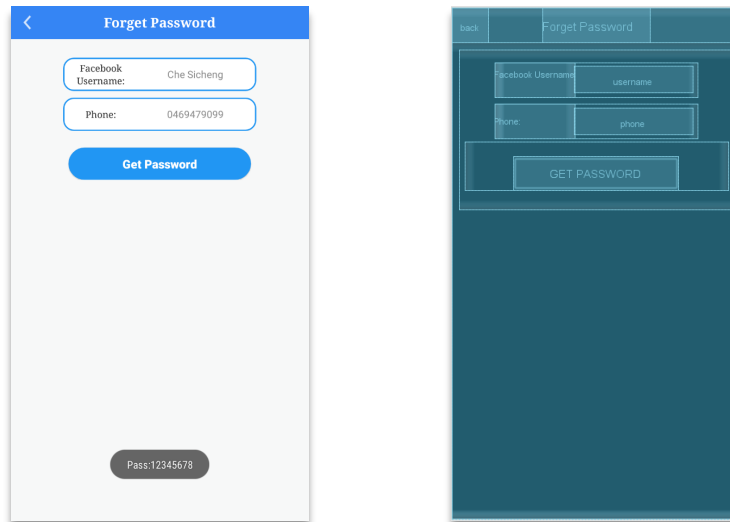 Forget Password
Facebook
Username:
Che Sicheng
Phone:
0469479099
Get Password
Pass:12345678
back
Forget Password
Facebook Username
username
Phone:
phone
GET PASSWORD